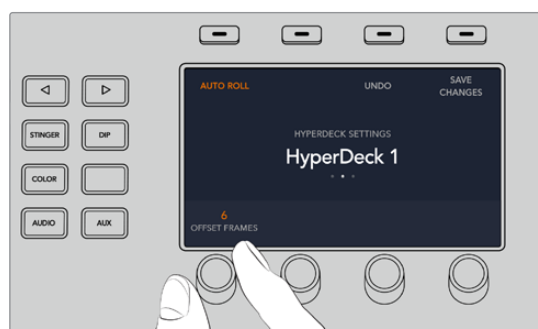 AUTO ROLL
UNDO
SAVE
CHANGES
HYPERDECK SETTINGS
HyperDeck 1
STINGER
DIP
COLOR
AUDIO
AUX
6
OFFSET FRAMES